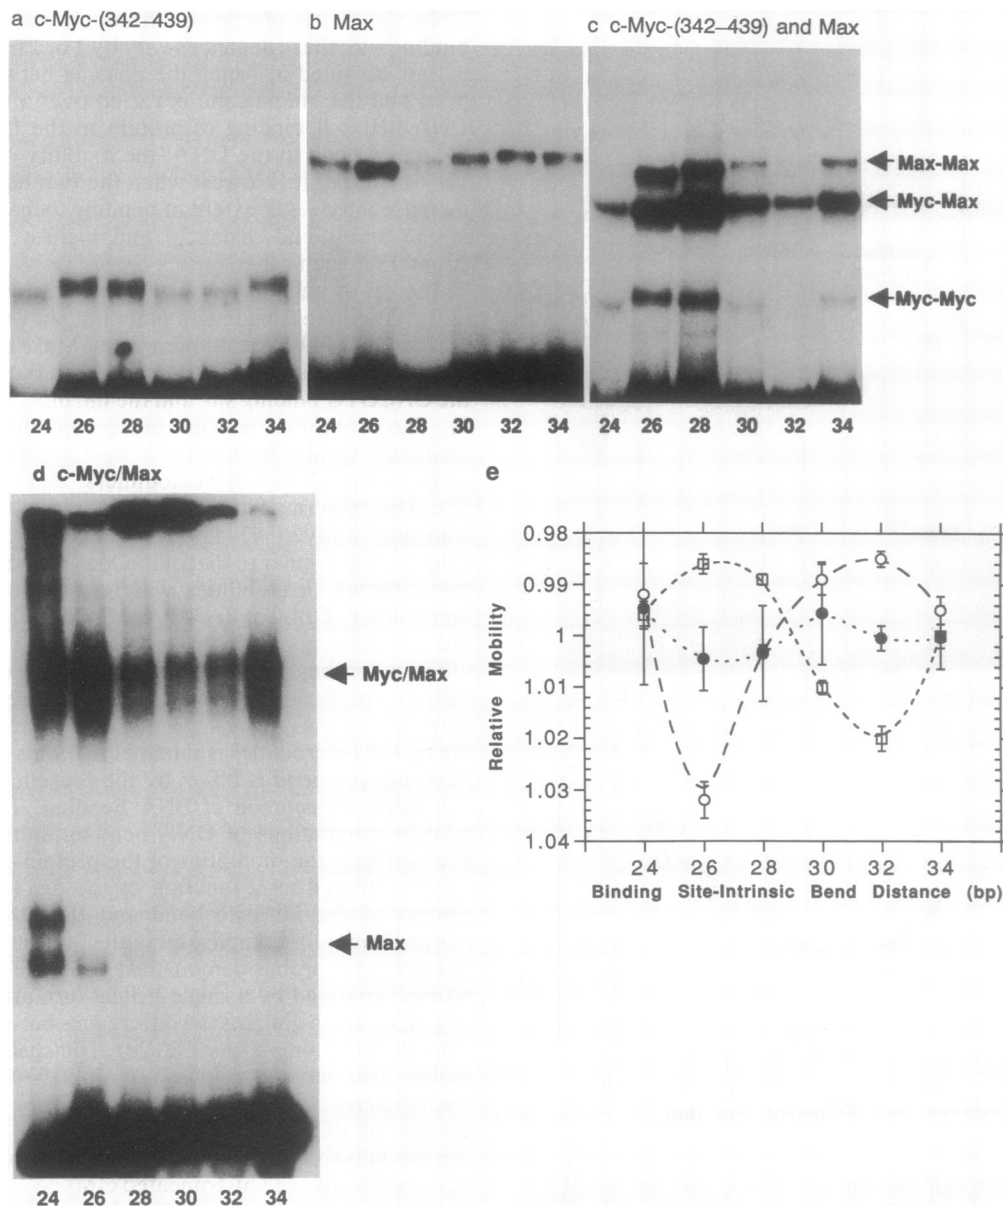 a c-Myc-(342–439)
b Max
c c-Myc-(342–439) and Max
Max-Max
Myc-Max
Myc-Myc
24 26 28 30 32 34
24 26 28 30 32 34
24 26 28 30 32 34
d c-Myc/Max
Myc/Max
Max
24 26 28 30 32 34
e
Relative Mobility
0.98
0.99
1
1.01
1.02
1.03
1.04
24 26 28 30 32 34
Binding Site-Intrinsic Bend Distance (bp)